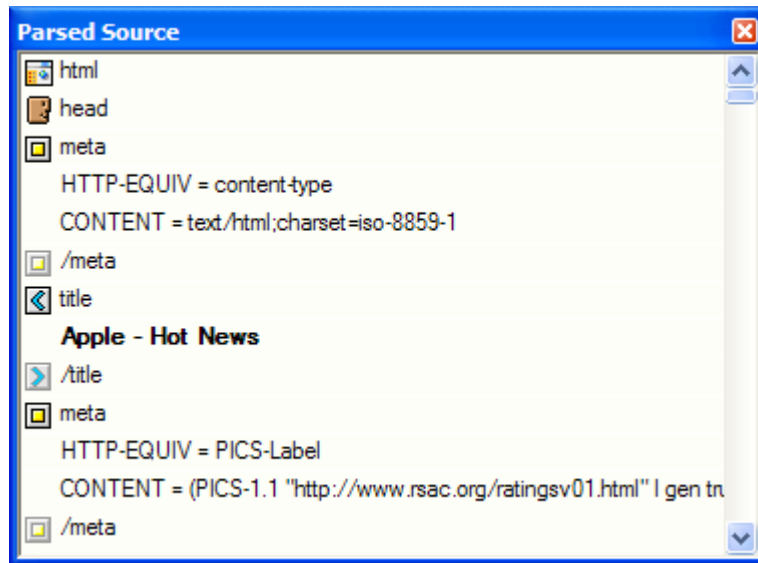 Parsed Source
html
head
meta
HTTP-EQUIV = content-type
CONTENT = text/html;charset=iso-8859-1
/meta
title
Apple - Hot News
/title
meta
HTTP-EQUIV = PICS-Label
CONTENT = (PICS-1.1 "http://www.rsac.org/ratingsv01.html" l gen tru
/meta